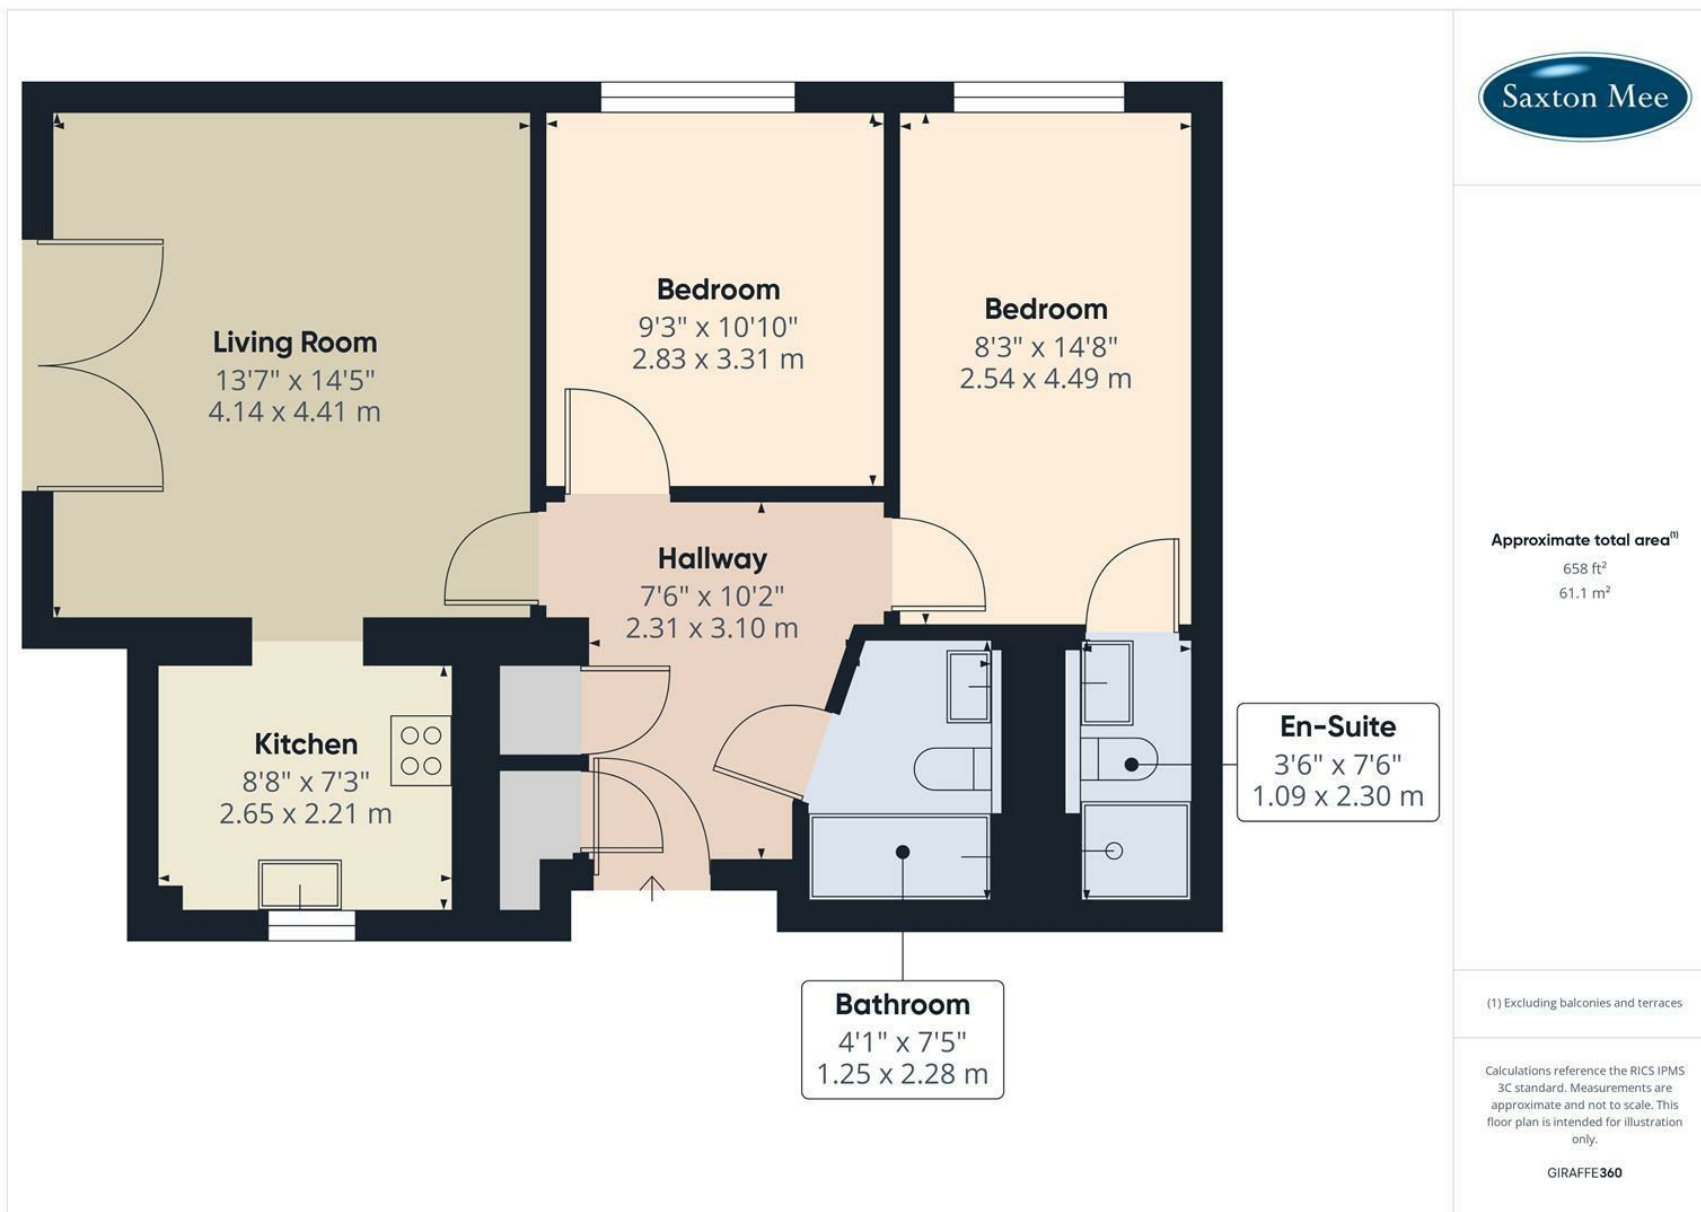 Saxton Mee
Living Room
13'7" x 14'5"
4.14 x 4.41 m
Bedroom
9'3" x 10'10"
2.83 x 3.31 m
Bedroom
8'3" x 14'8"
2.54 x 4.49 m
Hallway
7'6" x 10'2"
2.31 x 3.10 m
Kitchen
8'8" x 7'3"
2.65 x 2.21 m
En-Suite
3'6" x 7'6"
1.09 x 2.30 m
Bathroom
4'1" x 7'5"
1.25 x 2.28 m
Approximate total area(1)
658 ft²
61.1 m²
(1) Excluding balconies and terraces
Calculations reference the RICS IPMS
3C standard. Measurements are
approximate and not to scale. This
floor plan is intended for illustration
only.
GIRAFFE360